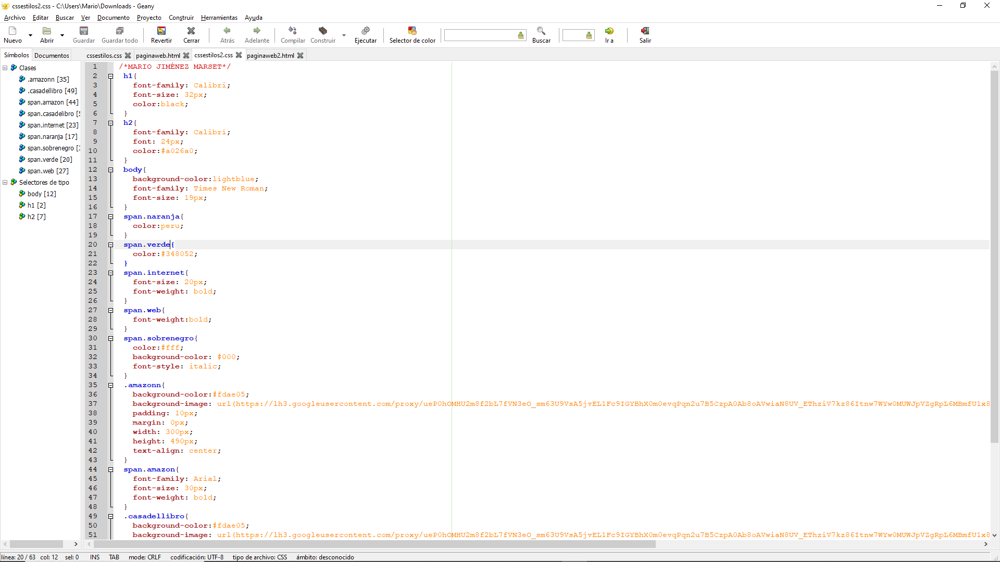 cssestilos2.css - C:\Users\Mario\Downloads - Geany
Archivo Editar Buscar Ver Documento Proyecto Construir Herramientas Ayuda
Nuevo Abrir Guardar Guardar todo Revertir Cerrar Atrás Adelante Compilar Construir Ejecutar Selector de color Buscar Ir a Salir
Símbolos Documentos
cssestilos.css paginaweb.html cssestilos2.css paginaweb2.html
Clases
.amazonn [35]
.casadellibro [49]
span.amazon [44]
span.casadelibro [5
span.internet [23]
span.naranja [17]
span.sobrenegro [3
span.verde [20]
span.web [27]
Selectores de tipo
body [12]
h1 [2]
h2 [7]
1 /*MARIO JIMÉNEZ MARSET*/
2 h1{
3 font-family: Calibri;
4 font-size: 32px;
5 color:black;
6 }
7 h2{
8 font-family: Calibri;
9 font: 24px;
10 color:#a026a0;
11 }
12 body{
13 background-color:lightblue;
14 font-family: Times New Roman;
15 font-size: 19px;
16 }
17 span.naranja{
18 color:peru;
19 }
20 span.verde{
21 color:#348052;
22 }
23 span.internet{
24 font-size: 20px;
25 font-weight: bold;
26 }
27 span.web{
28 font-weight:bold;
29 }
30 span.sobrenegro{
31 color:#fff;
32 background-color: #000;
33 font-style: italic;
34 }
35 .amazonn{
36 background-color:#fdae05;
37 background-image: url(https://lh3.googleusercontent.com/proxy/ueP0hOMHU2m8f2bL7fVN3eO_sm63U9VsA5jvEL1Fc9IGYBhX0m0evqPqn2u7B5CzpA0Ab8oAVwiaN8UV_EThziV7kz86Itnw7WYw0MUWJpVZgRpL6MBmfU1x8
38 padding: 10px;
39 margin: 0px;
40 width: 300px;
41 height: 490px;
42 text-align: center;
43 }
44 span.amazon{
45 font-family: Arial;
46 font-size: 30px;
47 font-weight: bold;
48 }
49 .casadellibro{
50 background-color:#fdae05;
51 background-image: url(https://lh3.googleusercontent.com/proxy/ueP0hOMHU2m8f2bL7fVN3eO_sm63U9VsA5jvEL1Fc9IGYBhX0m0evqPqn2u7B5CzpA0Ab8oAVwiaN8UV_EThziV7kz86Itnw7WYw0MUWJpVZgRpL6MBmfU1x8
línea: 20 / 63 col: 12 sel: 0 INS TAB mode: CRLF codificación: UTF-8 tipo de archivo: CSS ámbito: desconocido